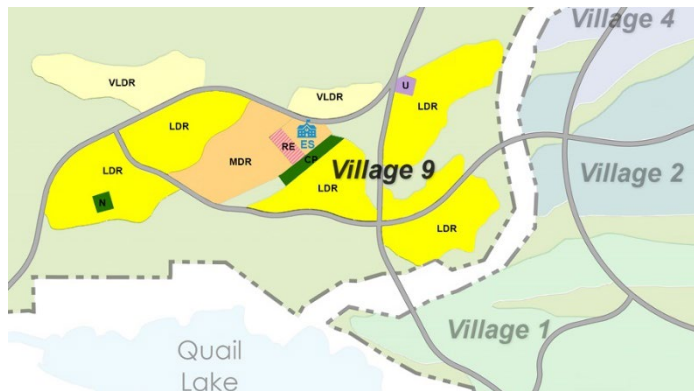 Village 4
VLDR
VLDR
U
LDR
LDR
RE
ES
MDR
CP
Village 9
LDR
LDR
N
Village 2
LDR
Village 1
Quail
Lake